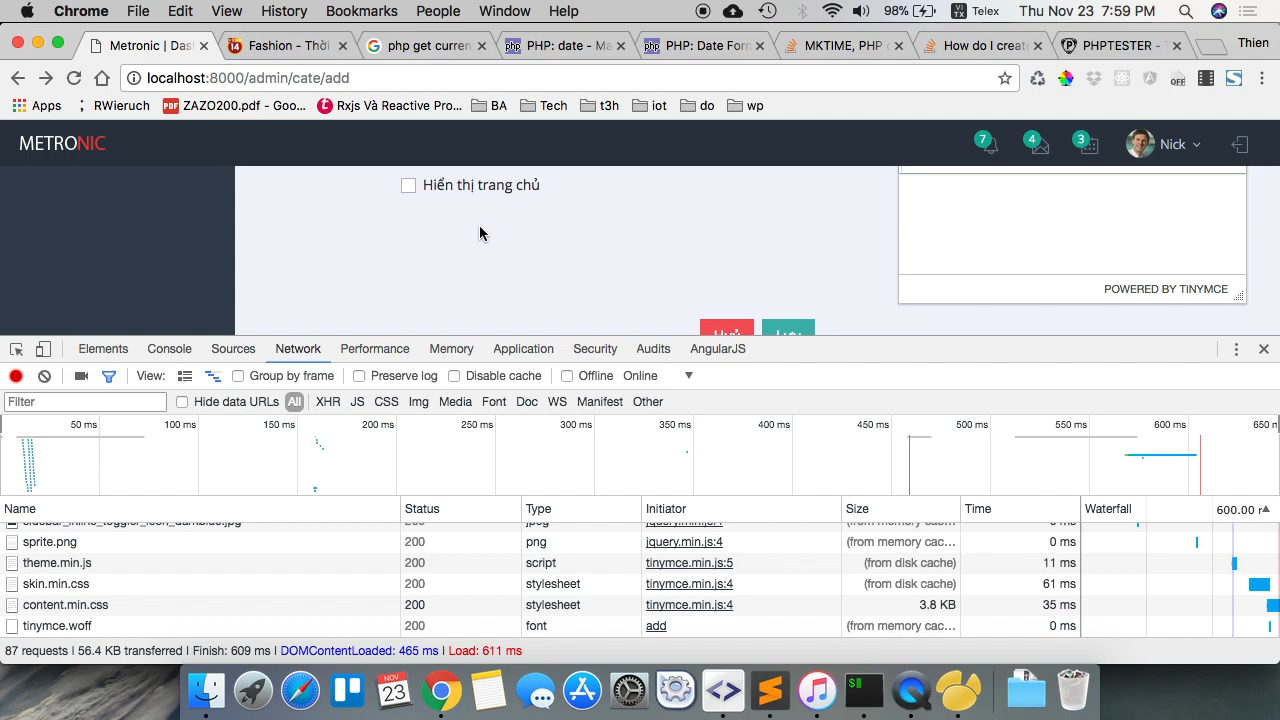 Chrome File Edit View History Bookmarks People Window Help 98% VI TX Telex Thu Nov 23 7:59 PM
Metronic | Das Fashion - Thời php get curren PHP: date - Ma PHP: Date Forn MKTIME, PHP How do I creat PHPTESTER - Thien
localhost:8000/admin/cate/add OFF
Apps RWieruch ZAZO200.pdf - Goo... Rxjs Và Reactive Pro... BA Tech t3h iot do wp
METRONIC 7 4 3 Nick
Hiển thị trang chủ
POWERED BY TINYMCE
Elements Console Sources Network Performance Memory Application Security Audits AngularJS
View: Group by frame Preserve log Disable cache Offline Online
Filter Hide data URLs All XHR JS CSS Img Media Font Doc WS Manifest Other
50 ms 100 ms 150 ms 200 ms 250 ms 300 ms 350 ms 400 ms 450 ms 500 ms 550 ms 600 ms 650 m
Name Status Type Initiator Size Time Waterfall 600.00
sprite.png 200 png jquery.min.js:4 (from memory cac... 0 ms
theme.min.js 200 script tinymce.min.js:5 (from disk cache) 11 ms
skin.min.css 200 stylesheet tinymce.min.js:4 (from disk cache) 61 ms
content.min.css 200 stylesheet tinymce.min.js:4 3.8 KB 35 ms
tinymce.woff 200 font add (from memory cac... 0 ms
87 requests | 56.4 KB transferred | Finish: 609 ms | DOMContentLoaded: 465 ms | Load: 611 ms
NOV
23